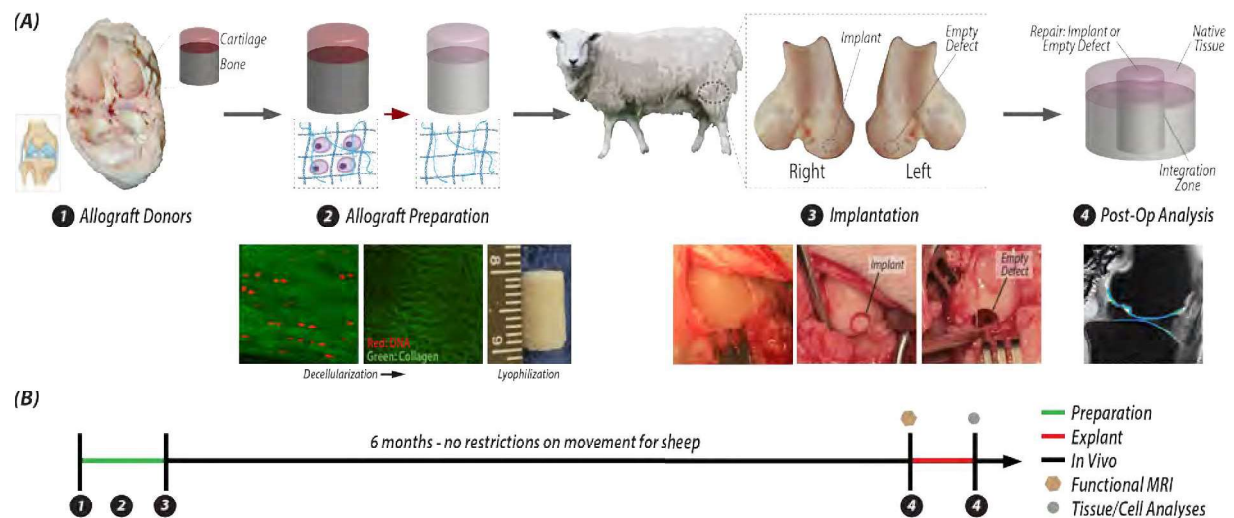 (A)
Cartilage
Bone
Implant
Empty
Defect
Repair: Implant or
Empty Defect
Native
Tissue
Right
Left
Integration
Zone
1 Allograft Donors
2 Allograft Preparation
3 Implantation
4 Post-Op Analysis
Red: DNA
Green: Collagen
8
9
Implant
Empty
Defect
Decellularization
Lyophilization
(B)
6 months - no restrictions on movement for sheep
Preparation
Explant
In Vivo
Functional MRI
Tissue/Cell Analyses
1
2
3
4
4